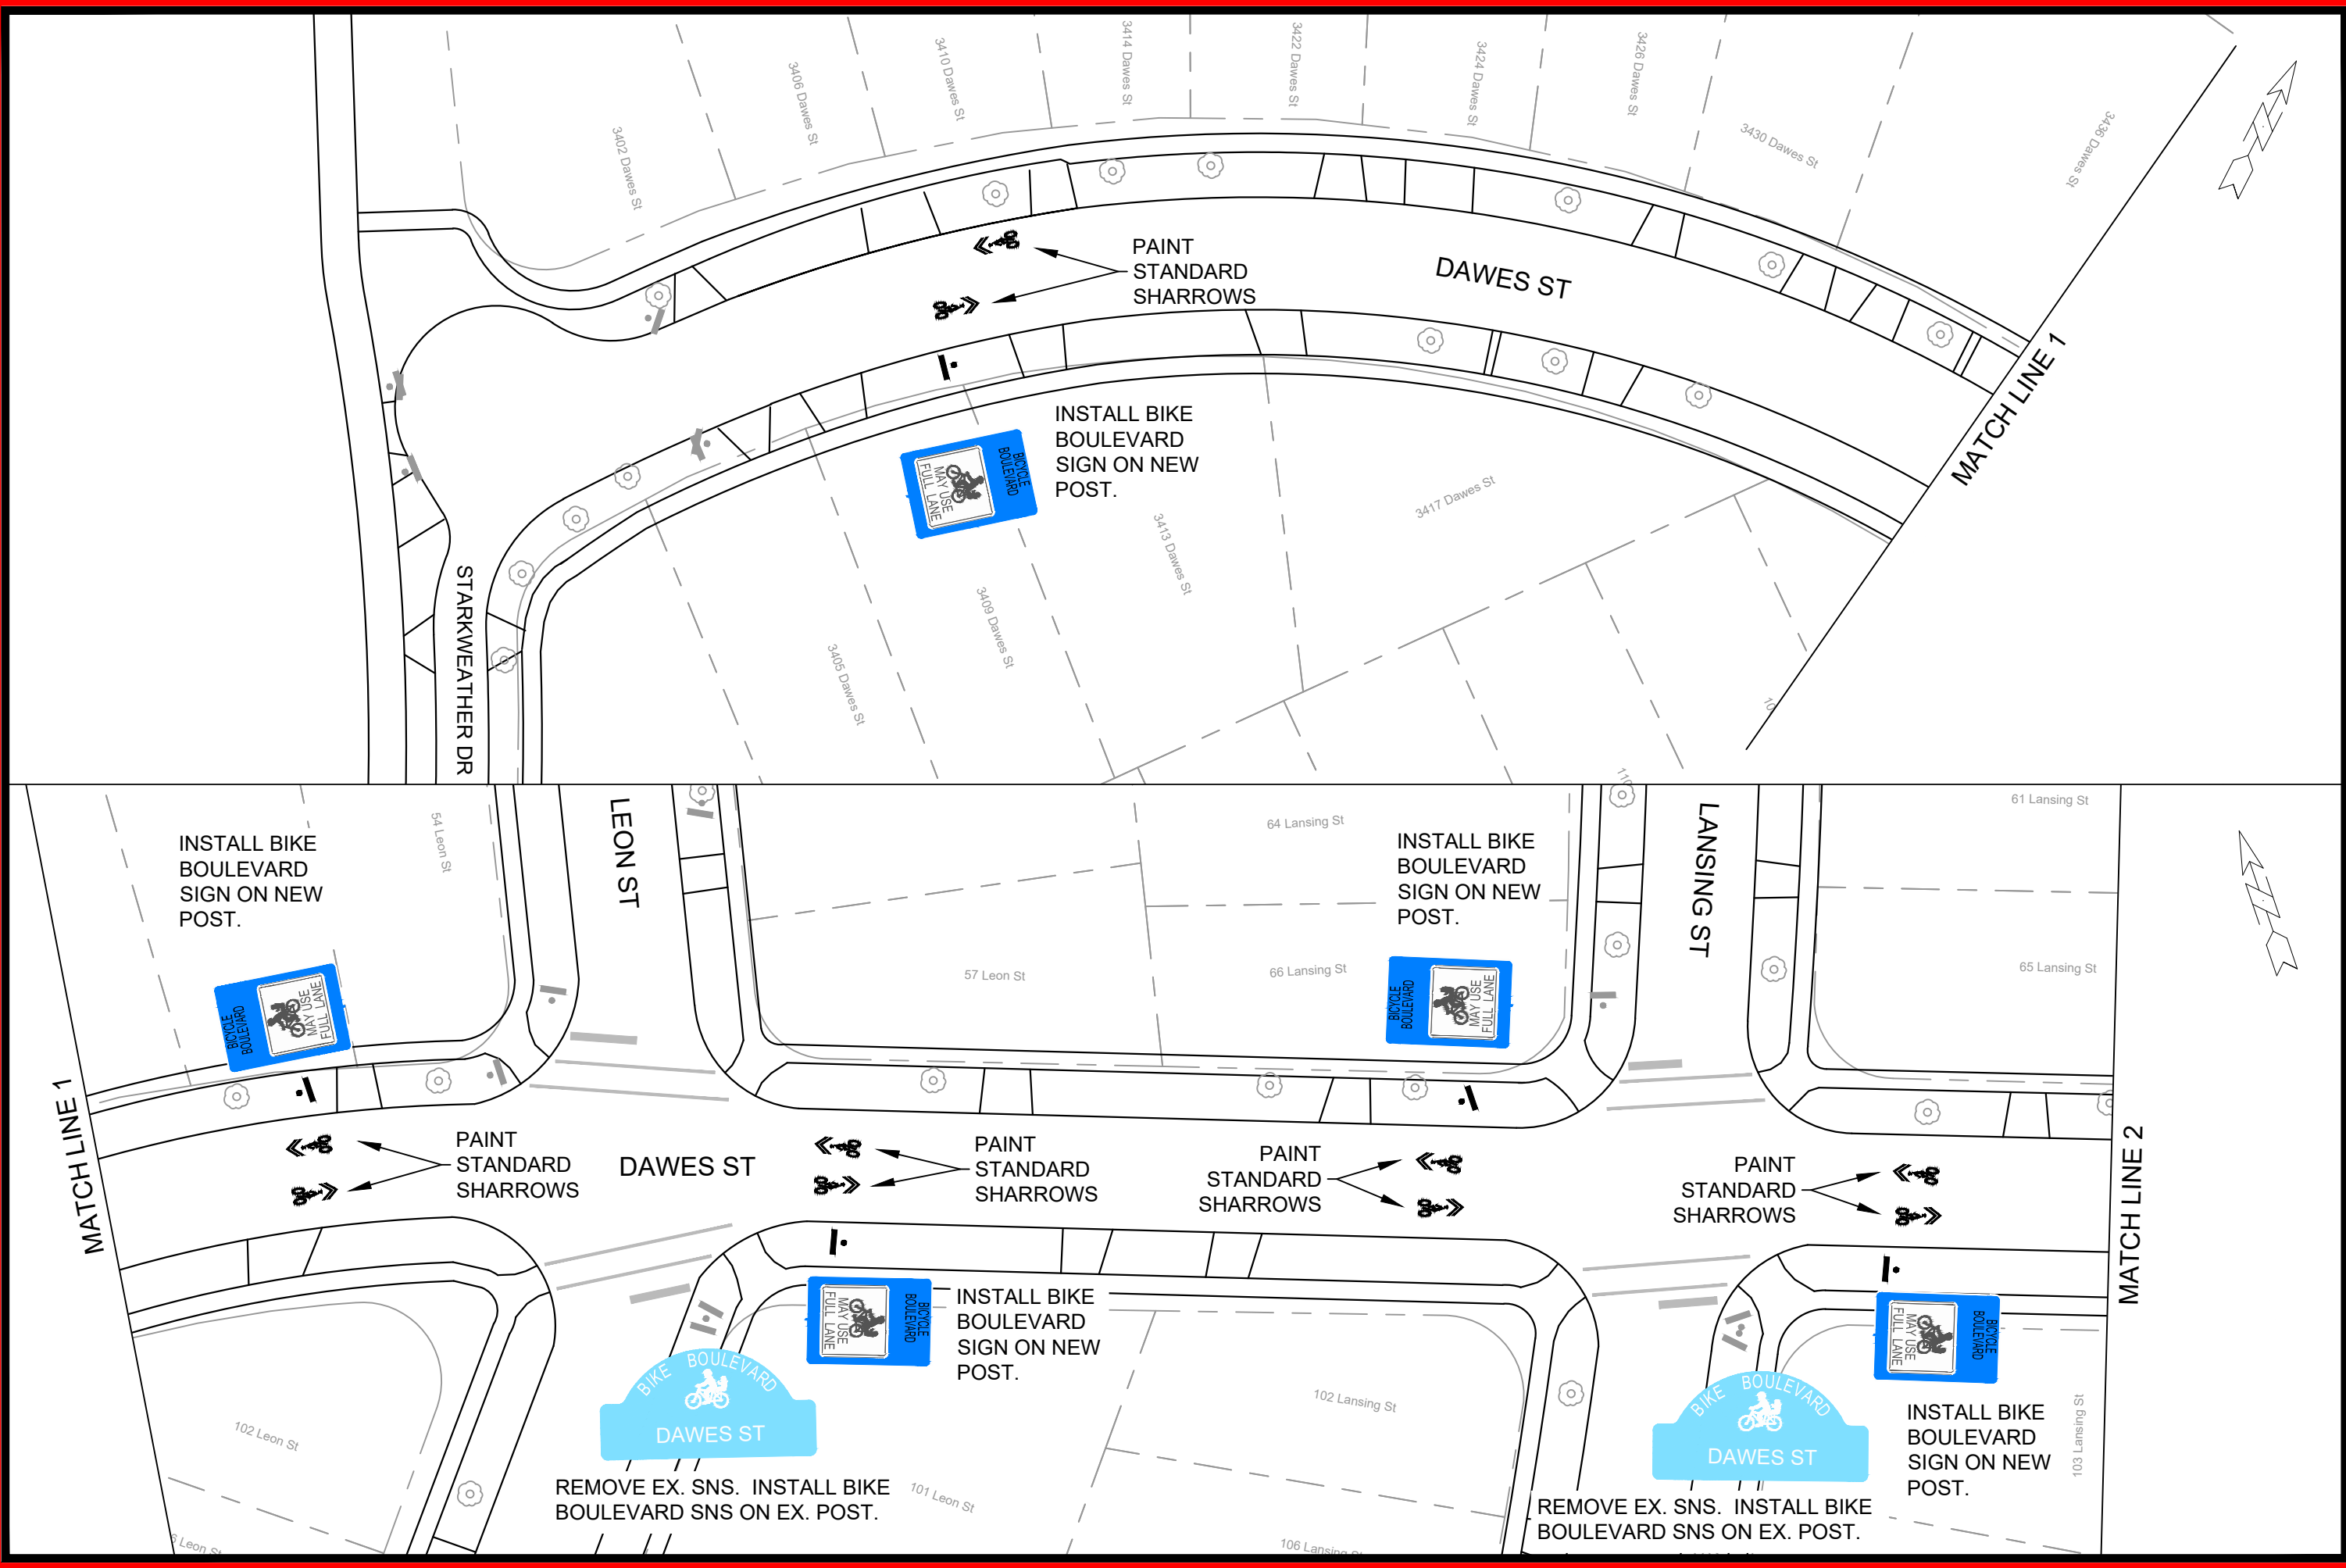 3402 Dawes St
3406 Dawes St
3410 Dawes St
3414 Dawes St
3422 Dawes St
3424 Dawes St
3426 Dawes St
3430 Dawes St
3436 Dawes St
PAINT
STANDARD
SHARROWS
DAWES ST
MATCH LINE 1
INSTALL BIKE
BOULEVARD
SIGN ON NEW
POST.
BICYCLE
BOULEVARD
MAY USE
FULL LANE
3417 Dawes St
3413 Dawes St
3409 Dawes St
3405 Dawes St
STARKWEATHER DR
10
110
INSTALL BIKE
BOULEVARD
SIGN ON NEW
POST.
54 Leon St
LEON ST
64 Lansing St
INSTALL BIKE
BOULEVARD
SIGN ON NEW
POST.
LANSING ST
61 Lansing St
57 Leon St
66 Lansing St
65 Lansing St
BICYCLE
BOULEVARD
MAY USE
FULL LANE
BICYCLE
BOULEVARD
MAY USE
FULL LANE
MATCH LINE 1
PAINT
STANDARD
SHARROWS
DAWES ST
PAINT
STANDARD
SHARROWS
PAINT
STANDARD
SHARROWS
PAINT
STANDARD
SHARROWS
MATCH LINE 2
BICYCLE
BOULEVARD
MAY USE
FULL LANE
INSTALL BIKE
BOULEVARD
SIGN ON NEW
POST.
BICYCLE
BOULEVARD
MAY USE
FULL LANE
INSTALL BIKE
BOULEVARD
SIGN ON NEW
POST.
BIKE BOULEVARD
DAWES ST
BIKE BOULEVARD
DAWES ST
102 Leon St
102 Lansing St
103 Lansing St
REMOVE EX. SNS. INSTALL BIKE
BOULEVARD SNS ON EX. POST.
101 Leon St
REMOVE EX. SNS. INSTALL BIKE
BOULEVARD SNS ON EX. POST.
6 Leon St
106 Lansing St